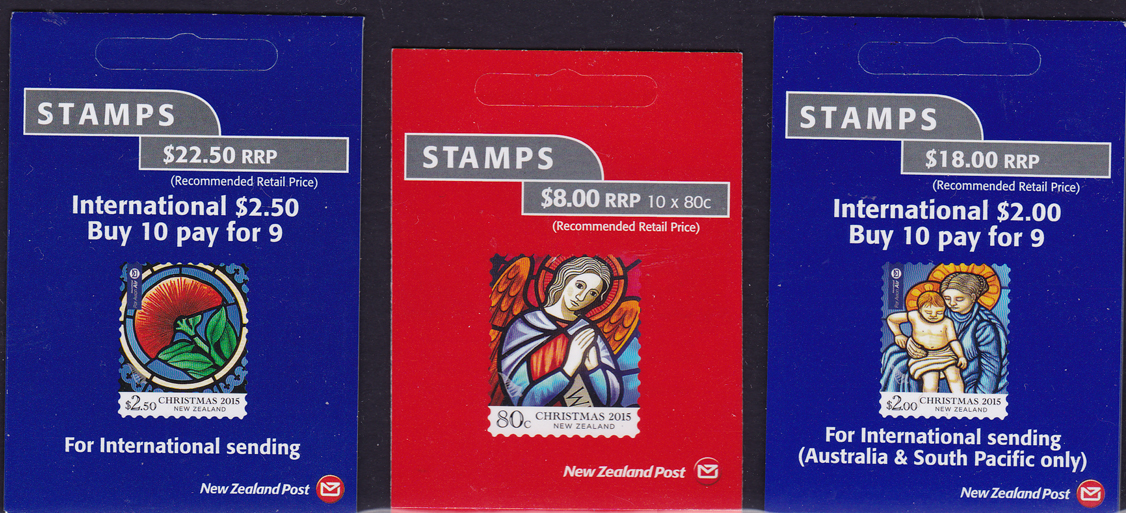 STAMPS
$22.50 RRP
(Recommended Retail Price)
International $2.50
Buy 10 pay for 9
$2.50 CHRISTMAS 2015
NEW ZEALAND
For International sending
New Zealand Post
STAMPS
$8.00 RRP 10 x 80c
(Recommended Retail Price)
80c CHRISTMAS 2015
NEW ZEALAND
New Zealand Post
STAMPS
$18.00 RRP
(Recommended Retail Price)
International $2.00
Buy 10 pay for 9
$2.00 CHRISTMAS 2015
NEW ZEALAND
For International sending
(Australia & South Pacific only)
New Zealand Post